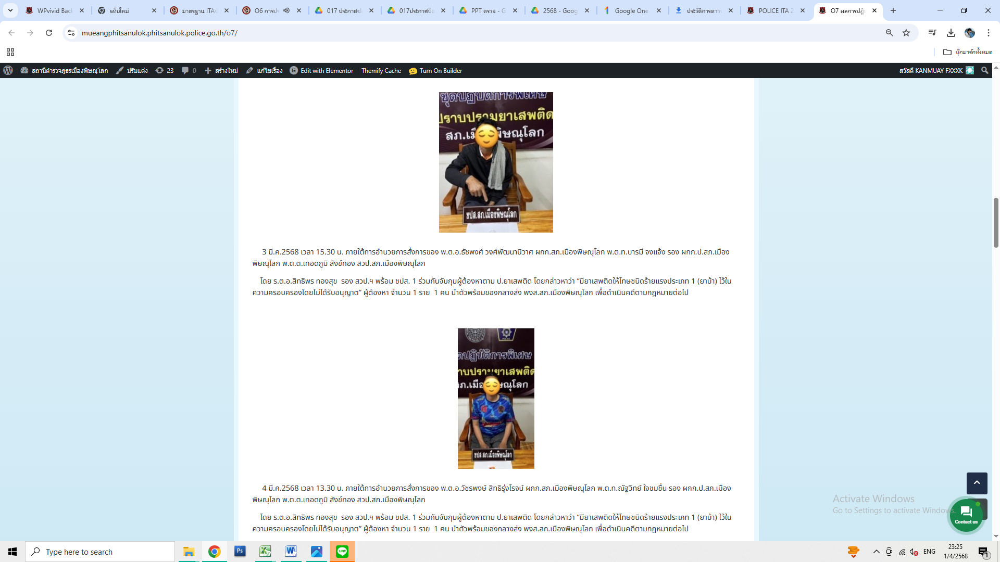 WPvivid Back
แท็บใหม่
มาตรฐาน ITA
O6 การปร
017 ประกาศช
017ประกาศป้
PPT ตรวจ - G
2568 - Goog
Google One
ประวัติการดาว
POLICE ITA 2
O7 ผลการปฏิ
mueangphitsanulok.phitsanulok.police.go.th/o7/
บุ๊กมาร์กทั้งหมด
สถานีตำรวจภูธรเมืองพิษณุโลก ปรับแต่ง 23 0 สร้างใหม่ แก้ไขเรื่อง Edit with Elementor Themify Cache Turn On Builder สวัสดี KANMUAY FXXXK
ชุดปฏิบัติการพิเศษ
ปราบปรามยาเสพติด
สภ.เมืองพิษณุโลก
ชปส.สภ.เมืองพิษณุโลก
3 มี.ค.2568 เวลา 15.30 น. ภายใต้การอำนวยการสั่งการของ พ.ต.อ.ธัชพงศ์ วงศ์พัฒนานิวาศ ผกก.สภ.เมืองพิษณุโลก พ.ต.ท.บารมี จงแจ้ง รอง ผกก.ป.สภ.เมือง
พิษณุโลก พ.ต.ต.เทอดภูมิ สังข์ทอง สวป.สภ.เมืองพิษณุโลก
โดย ร.ต.อ.สิทธิพร ทองสุข รอง สวป.ฯ พร้อม ชปส. 1 ร่วมกันจับกุมผู้ต้องหาตาม ป.ยาเสพติด โดยกล่าวหาว่า “มียาเสพติดให้โทษชนิดร้ายแรงประเภท 1 (ยาบ้า) ไว้ใน
ความครอบครองโดยไม่ได้รับอนุญาต” ผู้ต้องหา จำนวน 1 ราย 1 คน นำตัวพร้อมของกลางส่ง พงส.สภ.เมืองพิษณุโลก เพื่อดำเนินคดีตามกฎหมายต่อไป
ดปฏิบัติการพิเศษ
าบปรามยาเสพติด
สภ.เมืองพิษณุโลก
ชปส.สภ.เมืองพิษณุโลก
4 มี.ค.2568 เวลา 13.30 น. ภายใต้การอำนวยการสั่งการของ พ.ต.อ.วัชรพงษ์ สิทธิรุ่งโรจน์ ผกก.สภ.เมืองพิษณุโลก พ.ต.ท.ณัฐวิทย์ ใจชมชื่น รอง ผกก.ป.สภ.เมือง
พิษณุโลก พ.ต.ต.เทอดภูมิ สังข์ทอง สวป.สภ.เมืองพิษณุโลก
โดย ร.ต.อ.สิทธิพร ทองสุข รอง สวป.ฯ พร้อม ชปส. 1 ร่วมกันจับกุมผู้ต้องหาตาม ป.ยาเสพติด โดยกล่าวหาว่า “มียาเสพติดให้โทษชนิดร้ายแรงประเภท 1 (ยาบ้า) ไว้ใน
ความครอบครองโดยไม่ได้รับอนุญาต” ผู้ต้องหา จำนวน 1 ราย 1 คน นำตัวพร้อมของกลางส่ง พงส.สภ.เมืองพิษณุโลก เพื่อดำเนินคดีตามกฎหมายต่อไป
Activate Windows
Go to Settings to activate Windows.
Contact us
Type here to search
Ps
LINE
ENG
23:25
1/4/2568
1